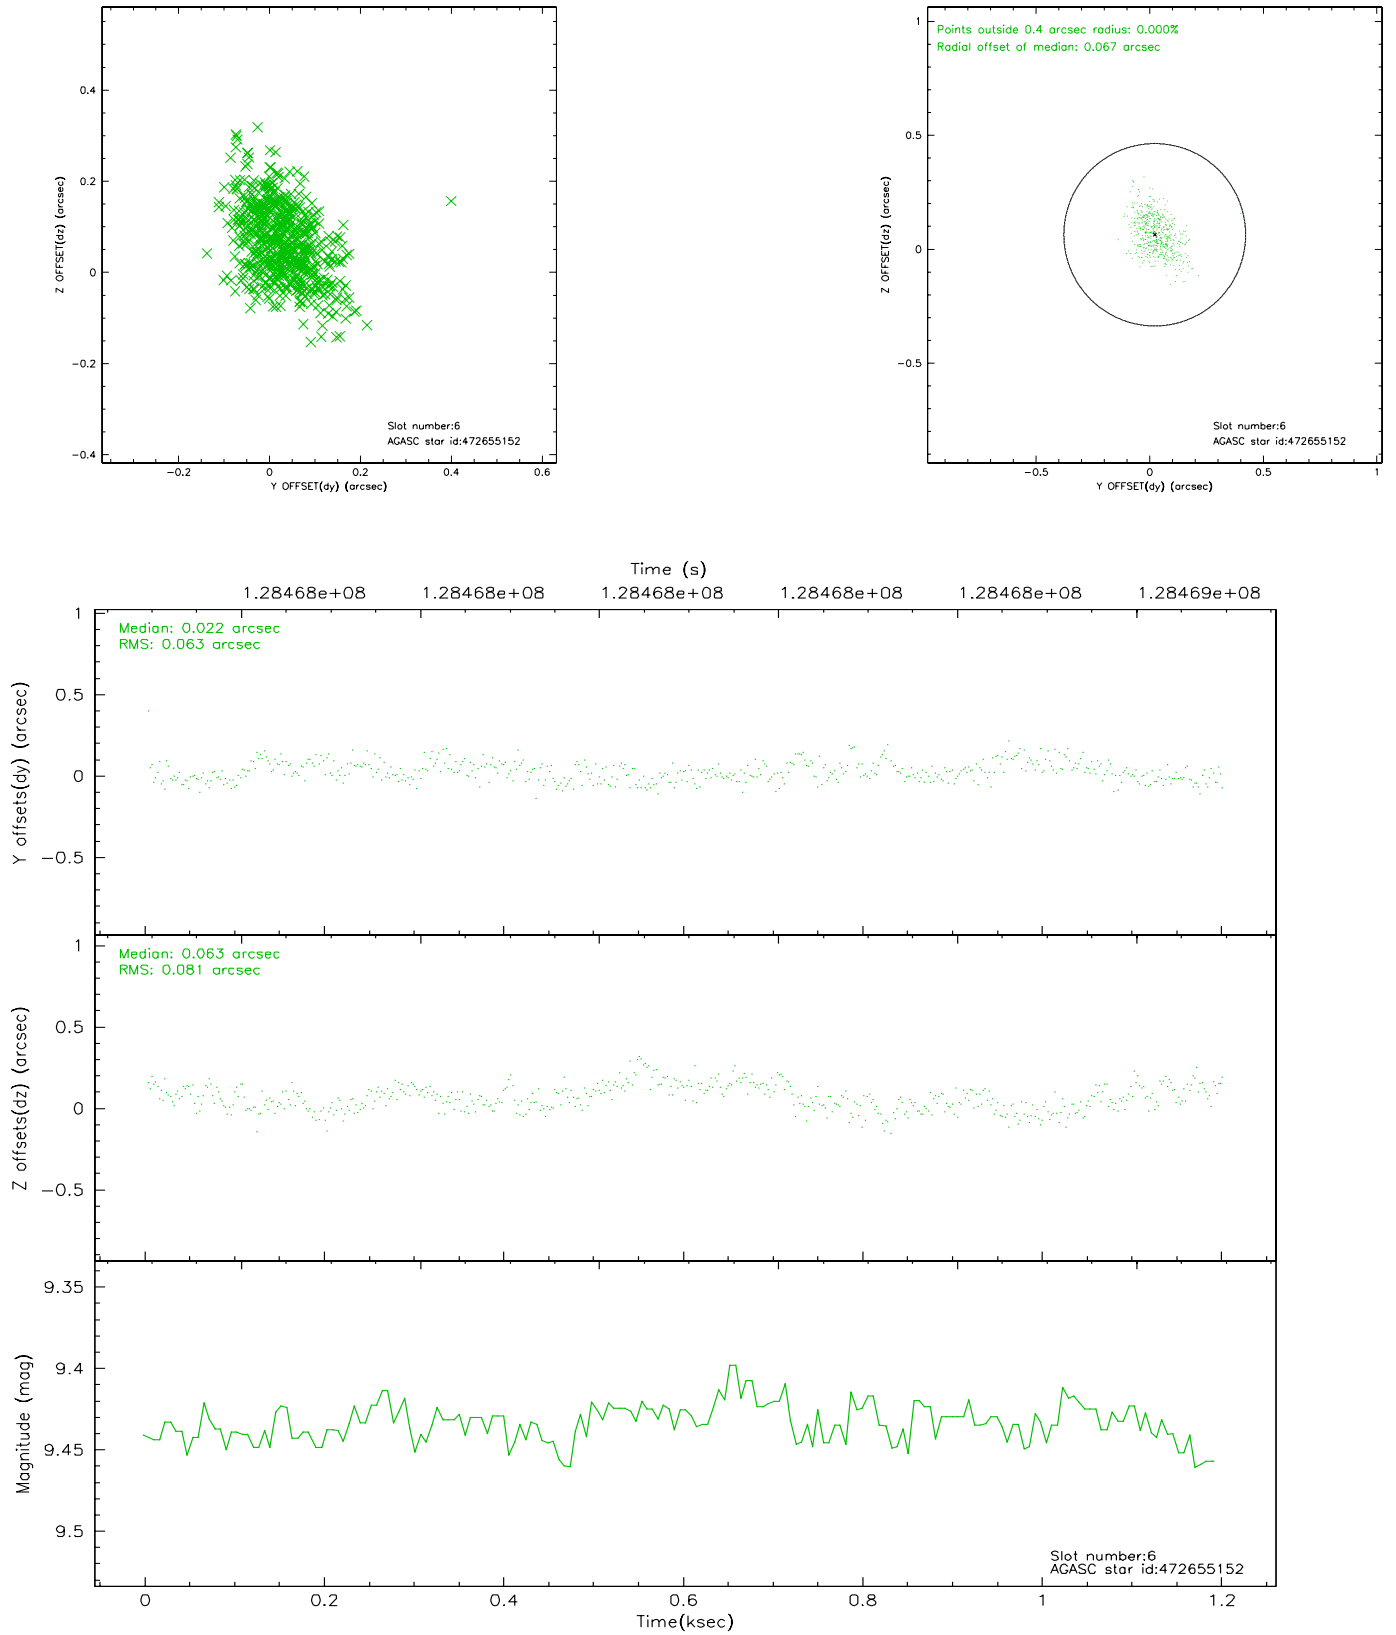 0.4
0.2
0
−0.2
−0.4
Z OFFSET(dz) (arcsec)
−0.2 0 0.2 0.4 0.6
Y OFFSET(dy) (arcsec)
Slot number:6
AGASC star id:472655152
Points outside 0.4 arcsec radius: 0.000%
Radial offset of median: 0.067 arcsec
1
0.5
0
−0.5
Z OFFSET(dz) (arcsec)
−0.5 0 0.5 1
Y OFFSET(dy) (arcsec)
Slot number:6
AGASC star id:472655152
Time (s)
1.28468e+08 1.28468e+08 1.28468e+08 1.28468e+08 1.28468e+08 1.28469e+08
Median: 0.022 arcsec
RMS: 0.063 arcsec
1
0.5
0
−0.5
Y offsets(dy) (arcsec)
Median: 0.063 arcsec
RMS: 0.081 arcsec
1
0.5
0
−0.5
Z offsets(dz) (arcsec)
9.35
9.4
9.45
9.5
Magnitude (mag)
Slot number:6
AGASC star id:472655152
0 0.2 0.4 0.6 0.8 1 1.2
Time(ksec)